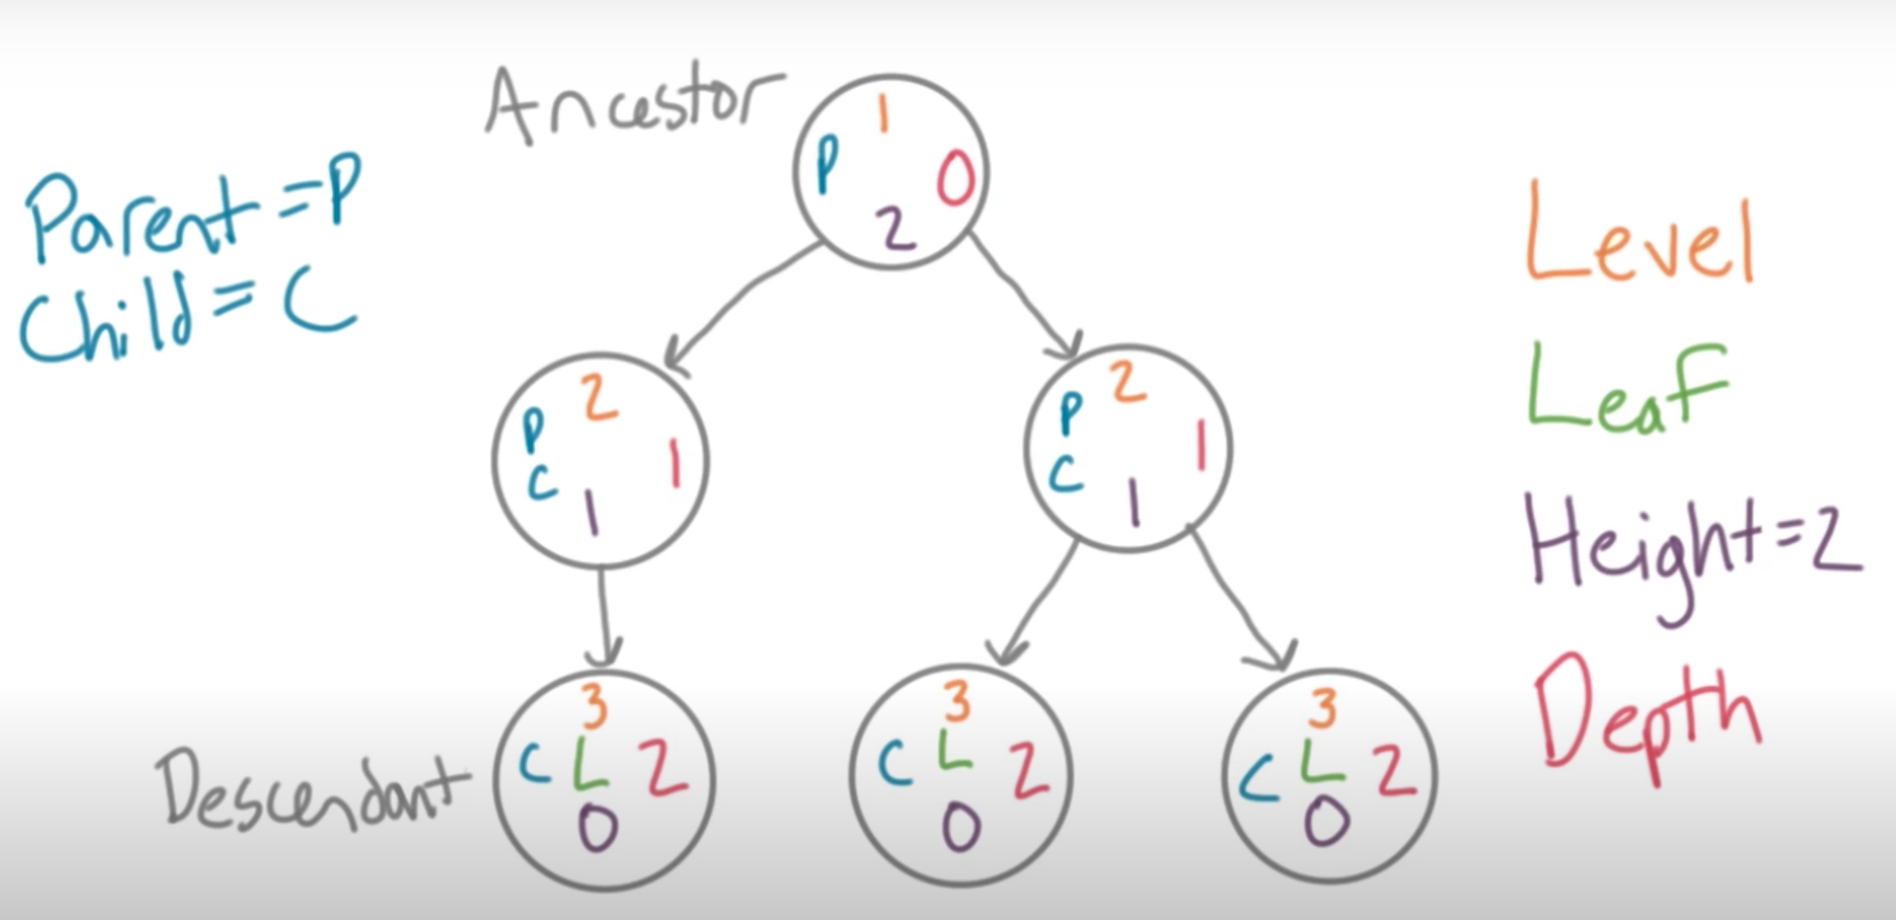 Ancestor
Parent = P
Child = C
1
P 0
2
2
P
C 1
1
2
P
C 1
1
Level
Leaf
Height = 2
Depth
Descendant
3
C L 2
0
3
C L 2
0
3
C L 2
0